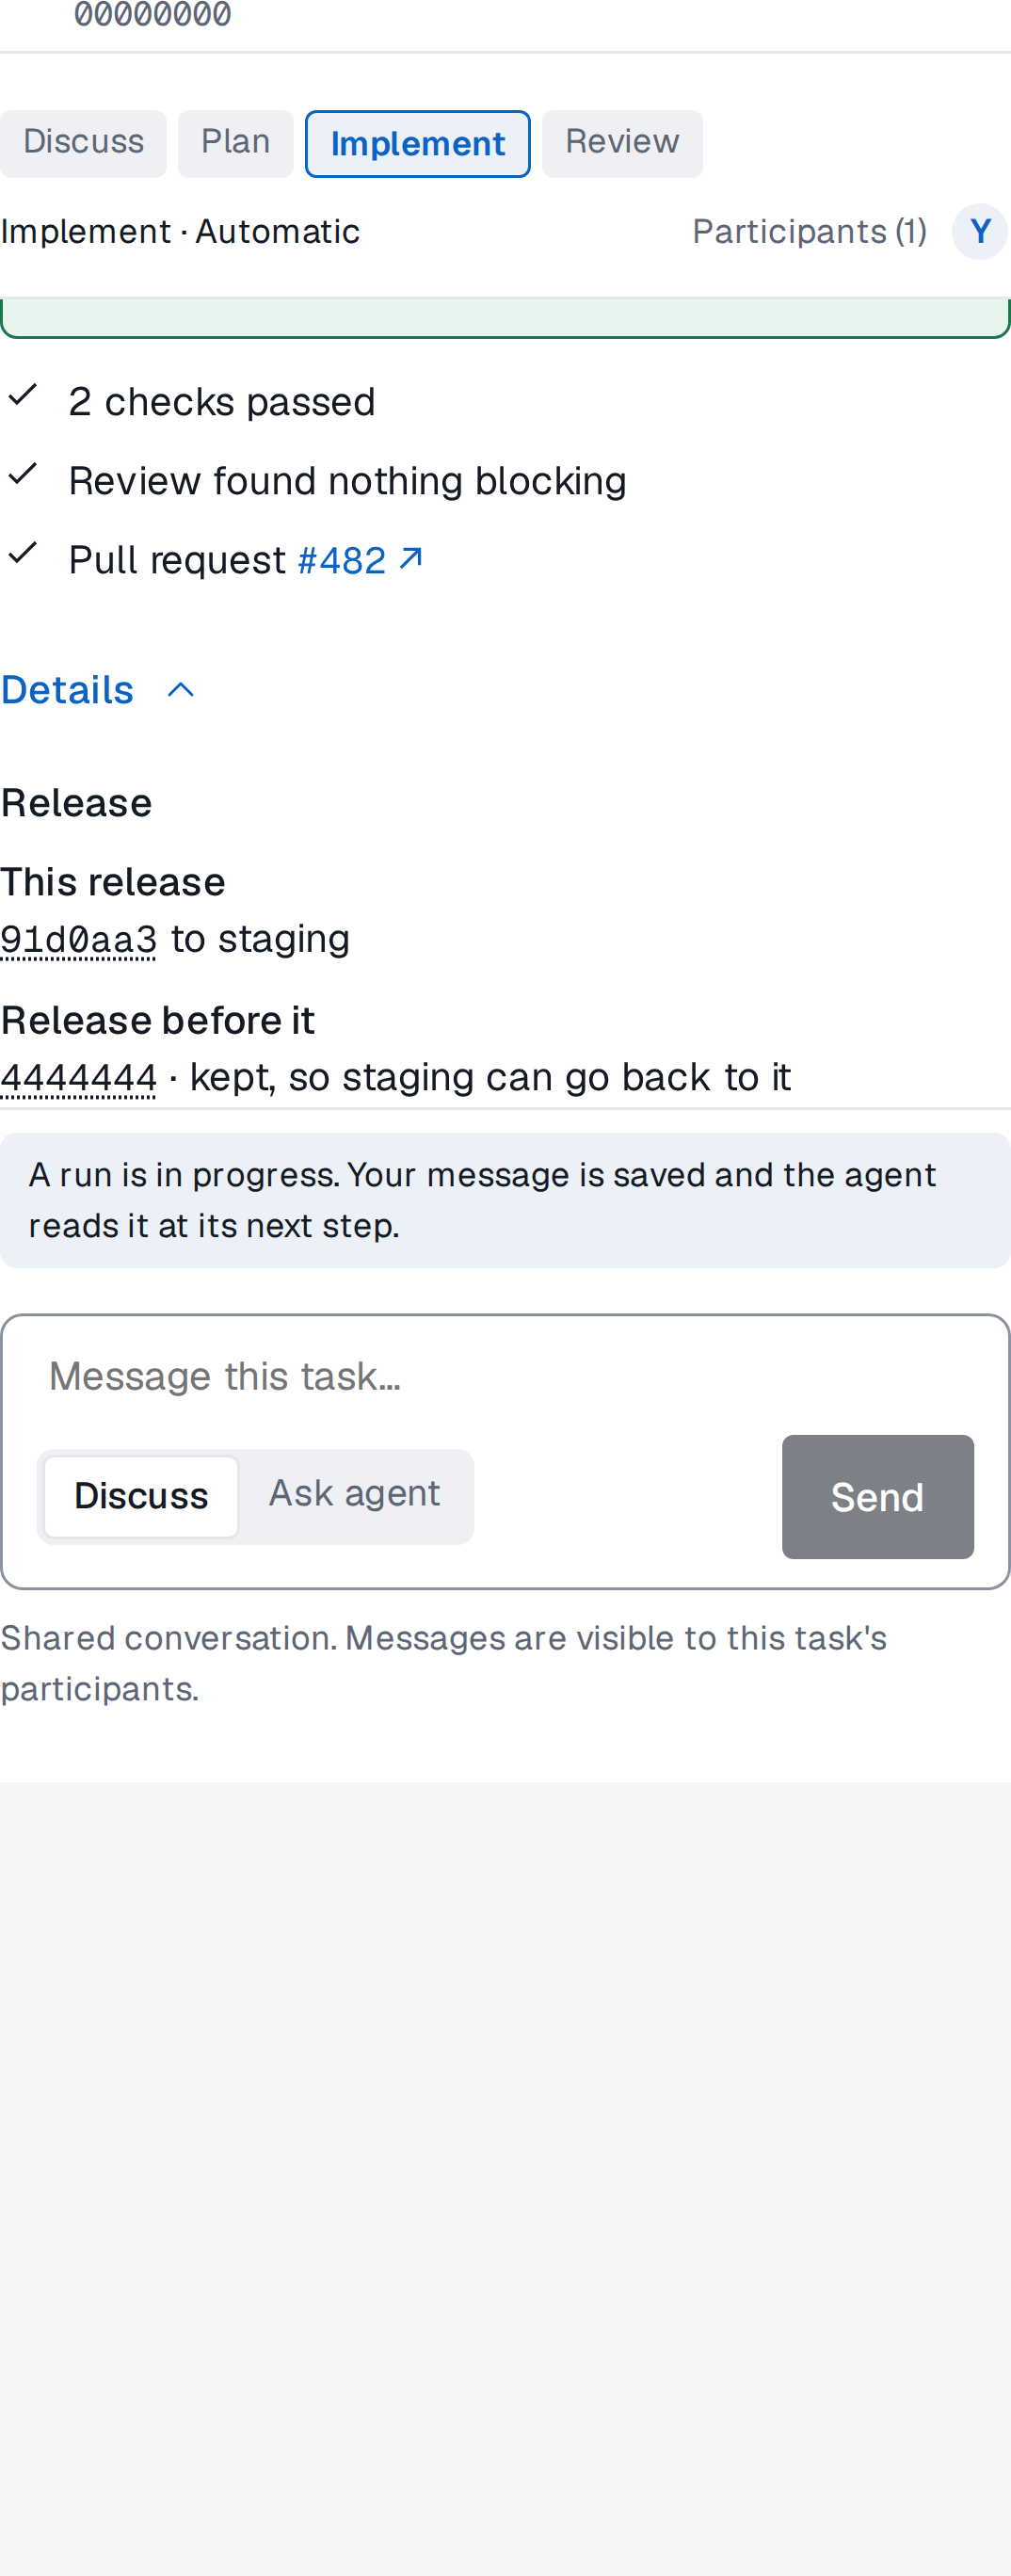 00000000
Discuss Plan Implement Review
Implement · Automatic Participants (1) Y
2 checks passed
Review found nothing blocking
Pull request #482 ↗
Details
Release
This release
91d0aa3 to staging
Release before it
4444444 · kept, so staging can go back to it
A run is in progress. Your message is saved and the agent
reads it at its next step.
Message this task…
Discuss Ask agent Send
Shared conversation. Messages are visible to this task's
participants.